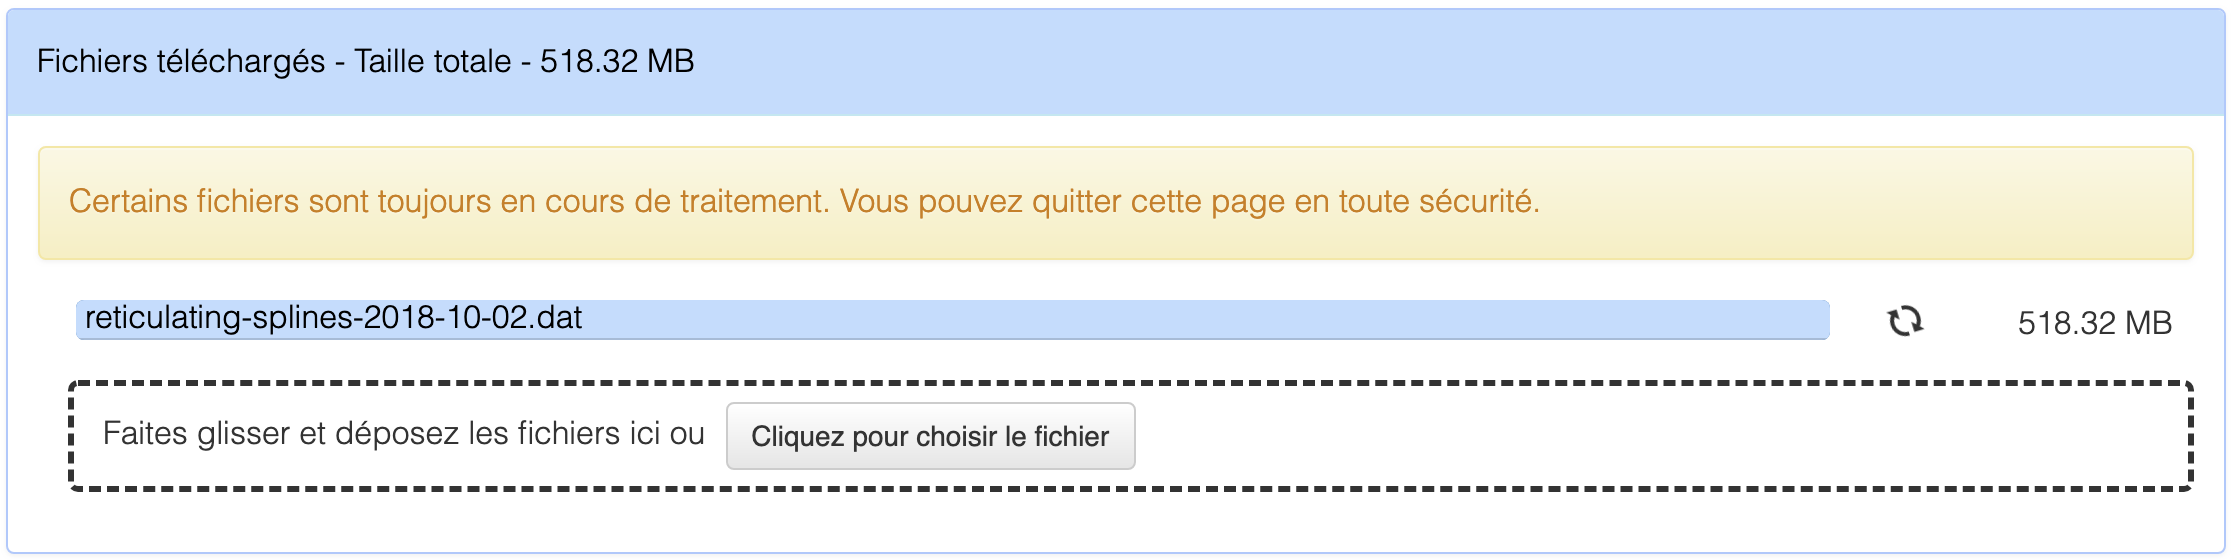 Fichiers téléchargés - Taille totale - 518.32 MB
Certains fichiers sont toujours en cours de traitement. Vous pouvez quitter cette page en toute sécurité.
reticulating-splines-2018-10-02.dat 518.32 MB
Faites glisser et déposez les fichiers ici ou Cliquez pour choisir le fichier